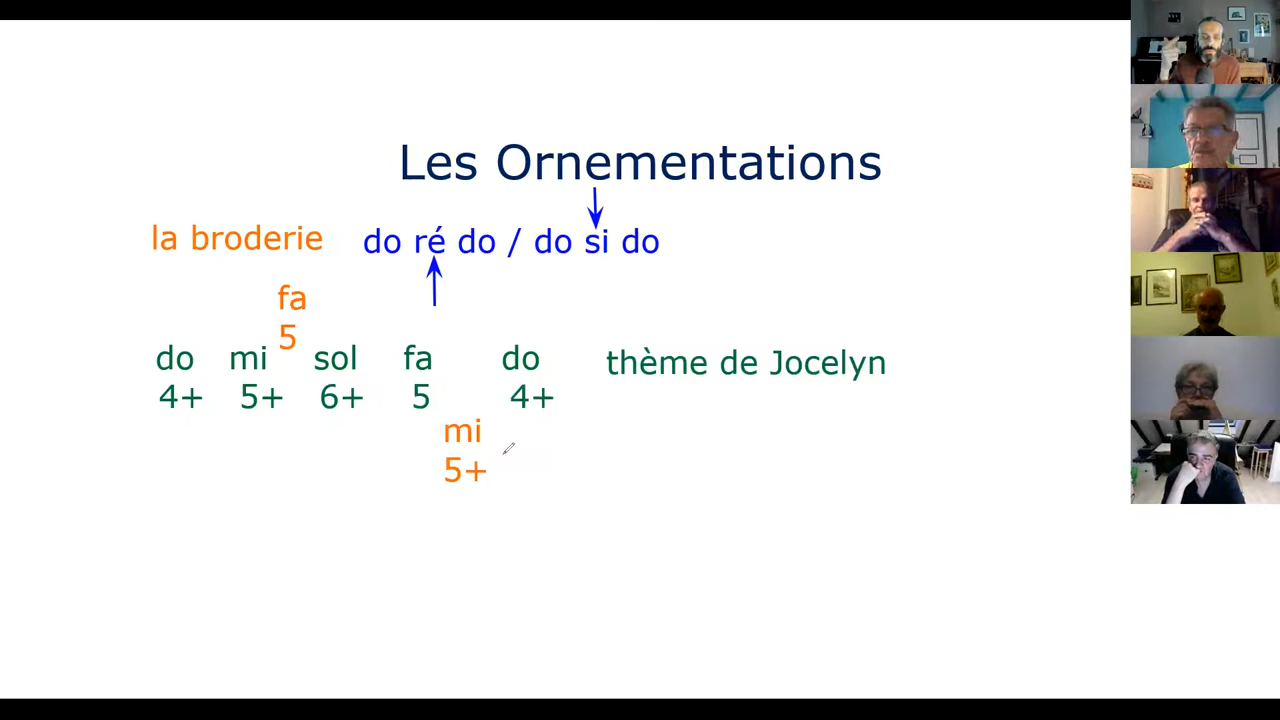 Les Ornementations
la broderie do ré do / do si do
fa
5
do mi sol fa do thème de Jocelyn
4+ 5+ 6+ 5 4+
mi
5+